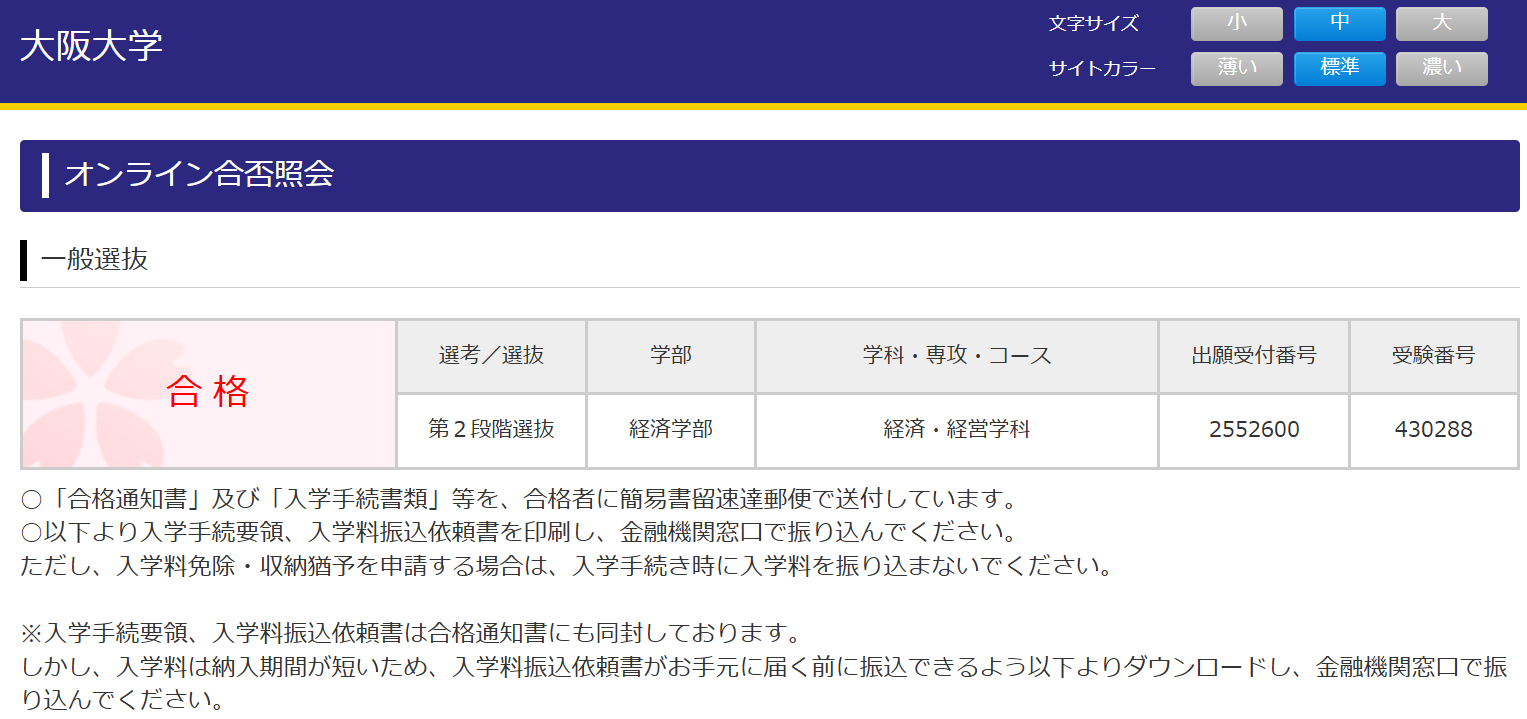 大阪大学
文字サイズ 小 中 大
サイトカラー 薄い 標準 濃い
オンライン合否照会
一般選抜
合 格
選考／選抜 学部 学科・専攻・コース 出願受付番号 受験番号
第２段階選抜 経済学部 経済・経営学科 2552600 430288
○「合格通知書」及び「入学手続書類」等を、合格者に簡易書留速達郵便で送付しています。
○以下より入学手続要領、入学料振込依頼書を印刷し、金融機関窓口で振り込んでください。
ただし、入学料免除・収納猶予を申請する場合は、入学手続き時に入学料を振り込まないでください。
※入学手続要領、入学料振込依頼書は合格通知書にも同封しております。
しかし、入学料は納入期間が短いため、入学料振込依頼書がお手元に届く前に振込できるよう以下よりダウンロードし、金融機関窓口で振
り込んでください。